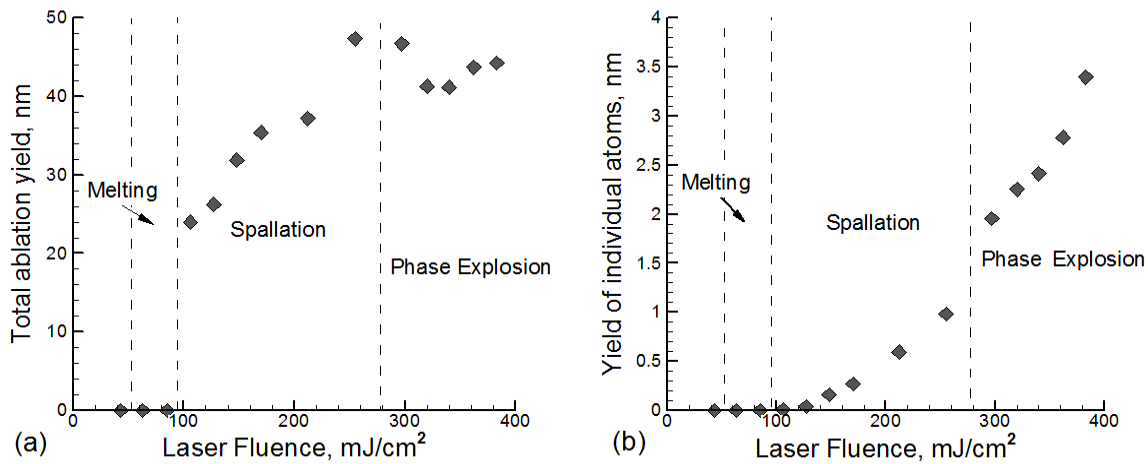 50
40
30
20
10
0
Total ablation yield, nm
Melting
Spallation
Phase Explosion
0
100
200
300
400
(a)
Laser Fluence, mJ/cm²
4
3.5
3
2.5
2
1.5
1
0.5
0
Yield of individual atoms, nm
Melting
Spallation
Phase Explosion
0
100
200
300
400
(b)
Laser Fluence, mJ/cm²